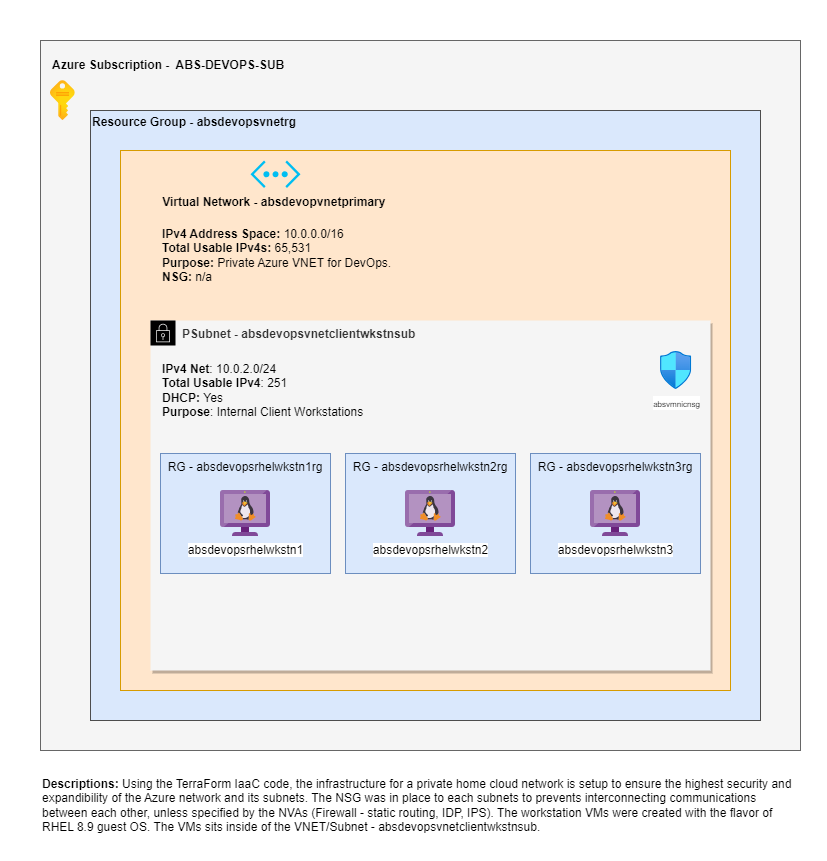 Azure Subscription - ABS-DEVOPS-SUB
Resource Group - absdevopsvnetrg
Virtual Network - absdevopvnetprimary
IPv4 Address Space: 10.0.0.0/16
Total Usable IPv4s: 65,531
Purpose: Private Azure VNET for DevOps.
NSG: n/a
PSubnet - absdevopsvnetclientwkstnsub
IPv4 Net: 10.0.2.0/24
Total Usable IPv4: 251
DHCP: Yes
Purpose: Internal Client Workstations
absvmnicnsg
RG - absdevopsrhelwkstn1rg
absdevopsrhelwkstn1
RG - absdevopsrhelwkstn2rg
absdevopsrhelwkstn2
RG - absdevopsrhelwkstn3rg
absdevopsrhelwkstn3
Descriptions: Using the TerraForm IaaC code, the infrastructure for a private home cloud network is setup to ensure the highest security and
expandibility of the Azure network and its subnets. The NSG was in place to each subnets to prevents interconnecting communications
between each other, unless specified by the NVAs (Firewall - static routing, IDP, IPS). The workstation VMs were created with the flavor of
RHEL 8.9 guest OS. The VMs sits inside of the VNET/Subnet - absdevopsvnetclientwkstnsub.